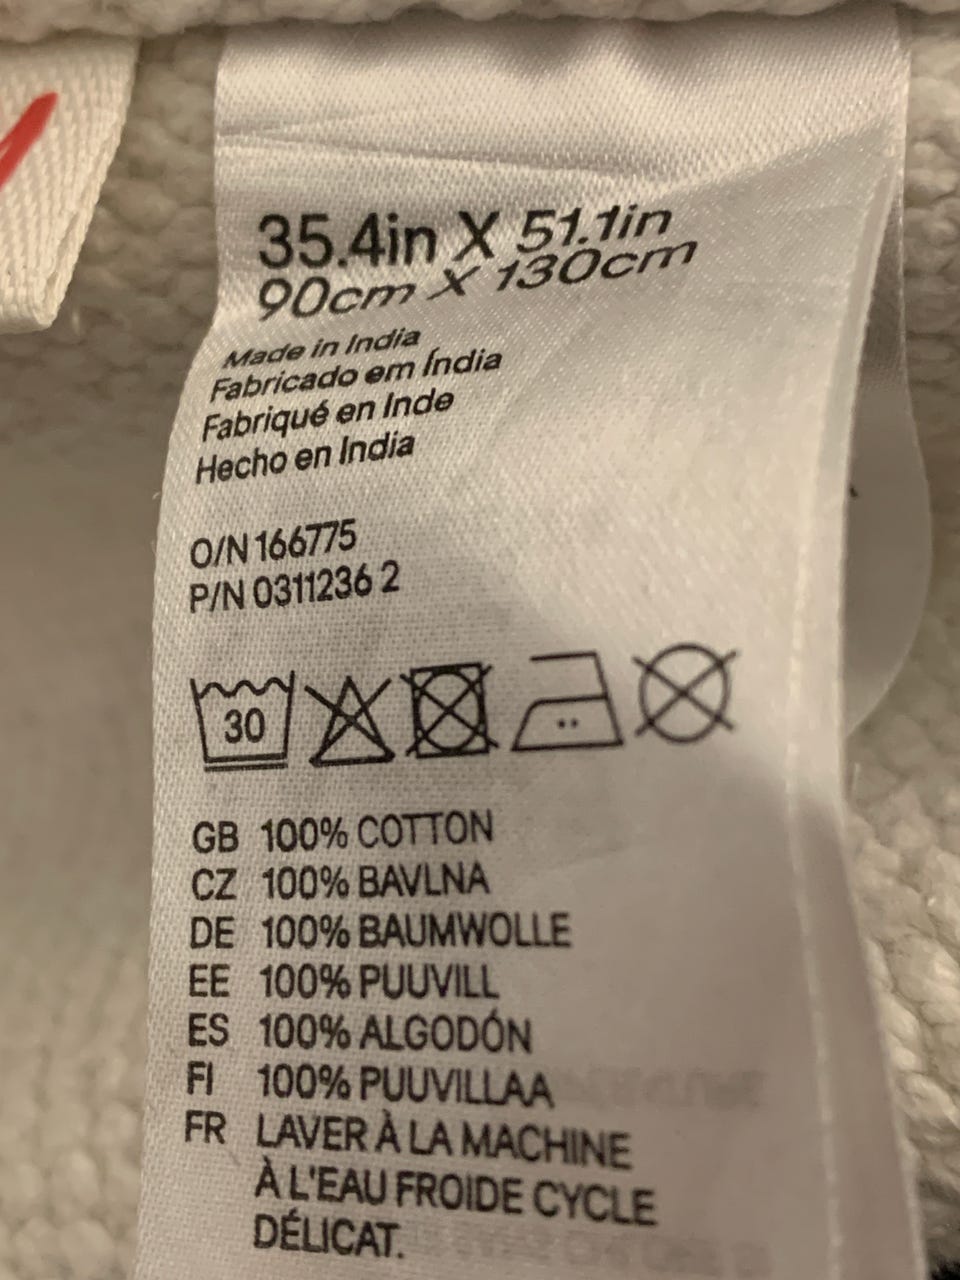 35.4in X 51.1in
90cm X 130cm
Made in India
Fabricado em Índia
Fabriqué en Inde
Hecho en India
O/N 166775
P/N 0311236 2
30
GB 100% COTTON
CZ 100% BAVLNA
DE 100% BAUMWOLLE
EE 100% PUUVILL
ES 100% ALGODÓN
FI 100% PUUVILLAA
FR LAVER À LA MACHINE
À L'EAU FROIDE CYCLE
DÉLICAT.